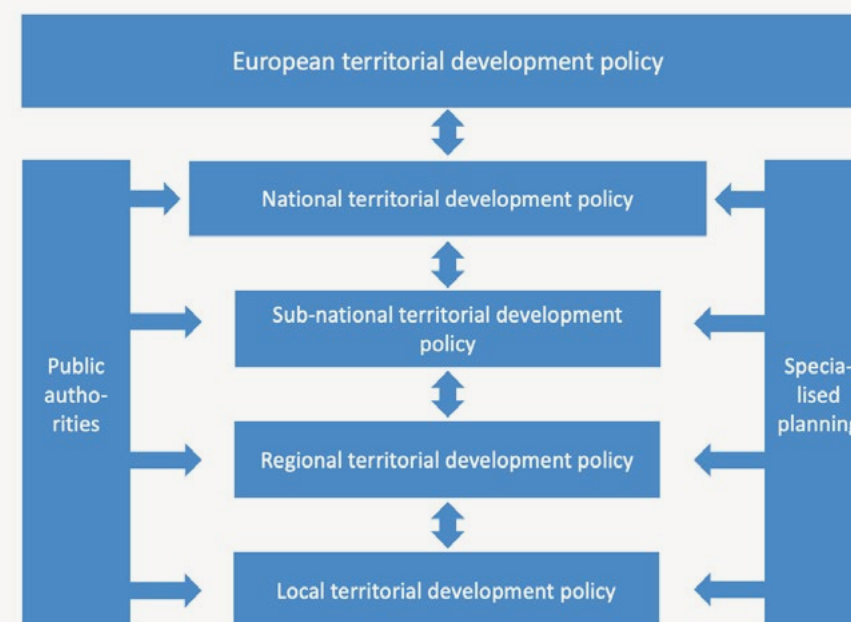 European territorial development policy
National territorial development policy
Sub-national territorial development
policy
Public
autho-
rities
Specia-
lised
planning
Regional territorial development policy
Local territorial development policy